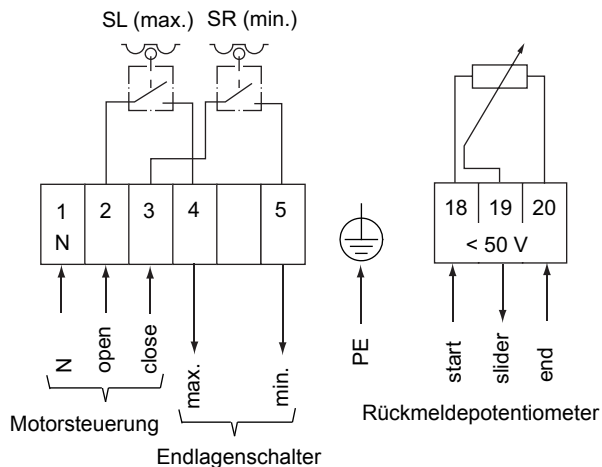 SL (max.) SR (min.)
1 2 3 4 5
N
18 19 20
< 50 V
N
open
close
max.
min.
PE
start
slider
end
Motorsteuerung
Endlagenschalter
Rückmeldepotentiometer